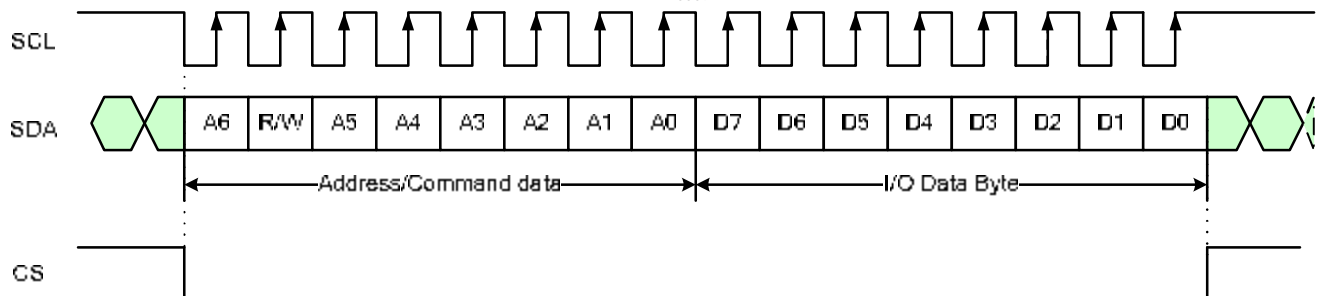 SCL
SDA
A6 R/W A5 A4 A3 A2 A1 A0 D7 D6 D5 D4 D3 D2 D1 D0
Address/Command data
I/O Data Byte
CS